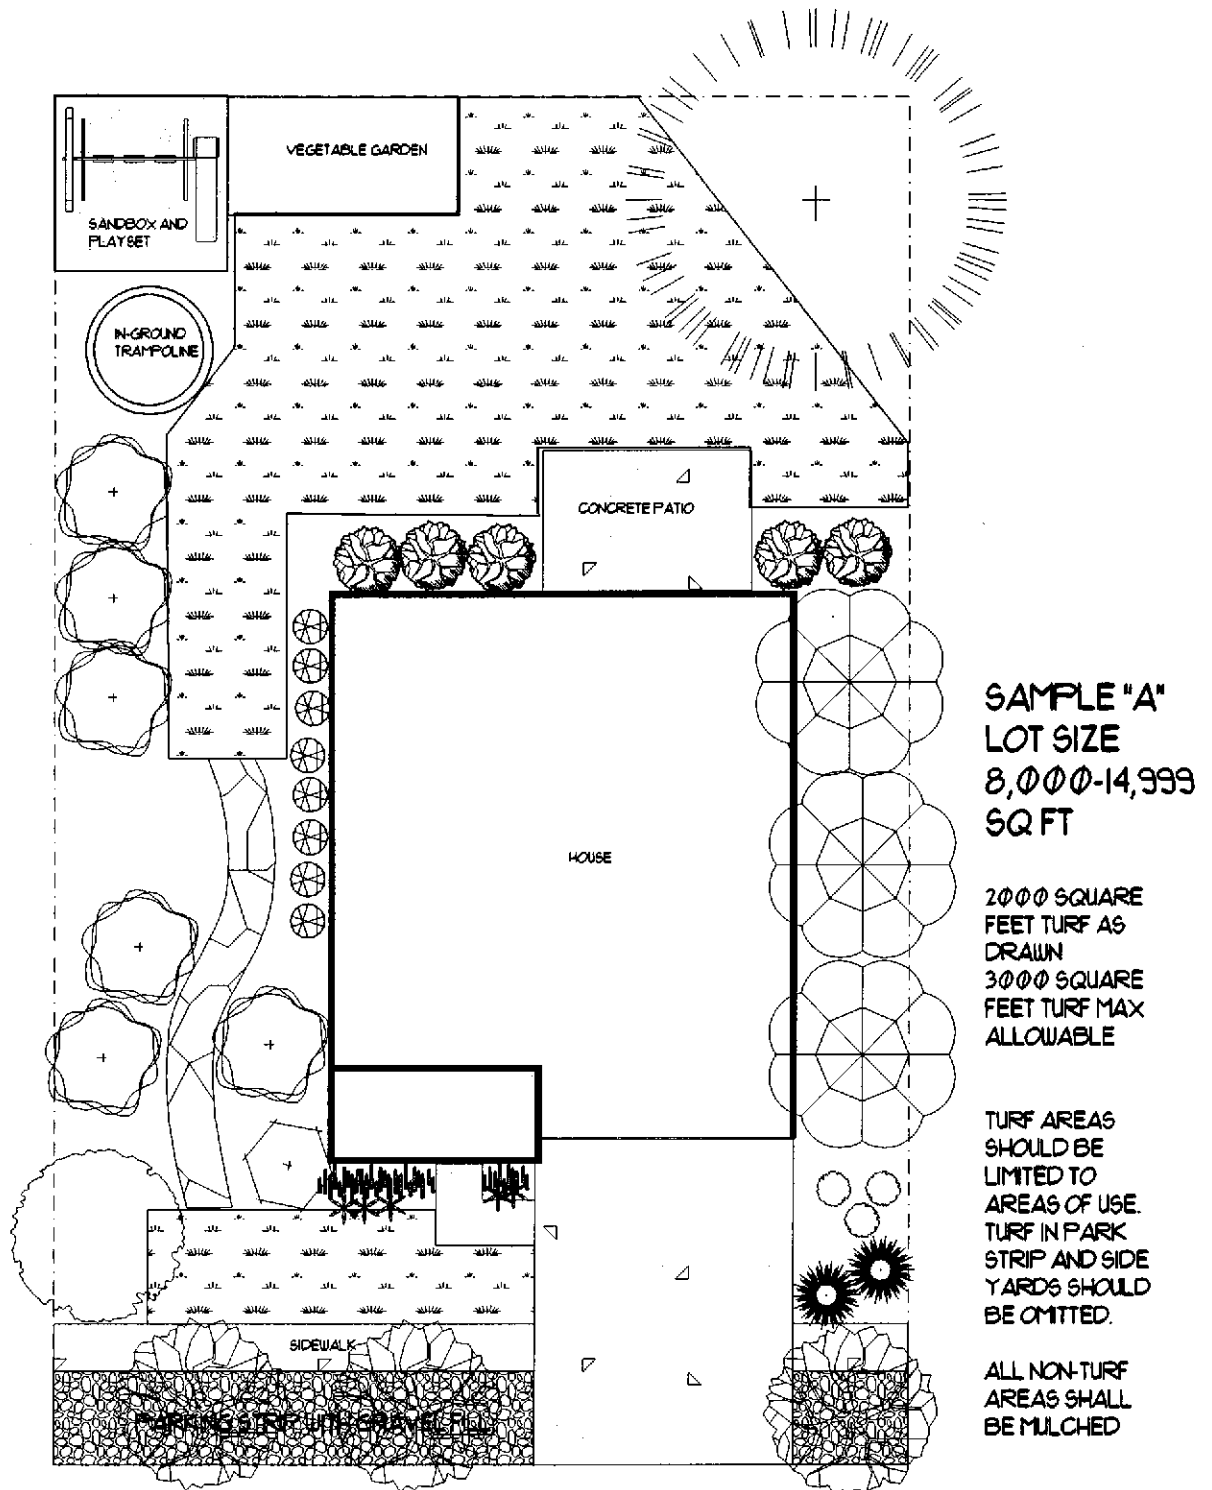 VEGETABLE GARDEN
SANDBOX AND
PLAYSET
IN-GROUND
TRAMPOLINE
CONCRETE PATIO
HOUSE
SIDEWALK
PARKING STRIP WITH GRAVEL FILL
SAMPLE "A"
LOT SIZE
8,000-14,999
SQ FT
2000 SQUARE
FEET TURF AS
DRAWN
3000 SQUARE
FEET TURF MAX
ALLOWABLE
TURF AREAS
SHOULD BE
LIMITED TO
AREAS OF USE.
TURF IN PARK
STRIP AND SIDE
YARDS SHOULD
BE OMITTED.
ALL NON-TURF
AREAS SHALL
BE MULCHED